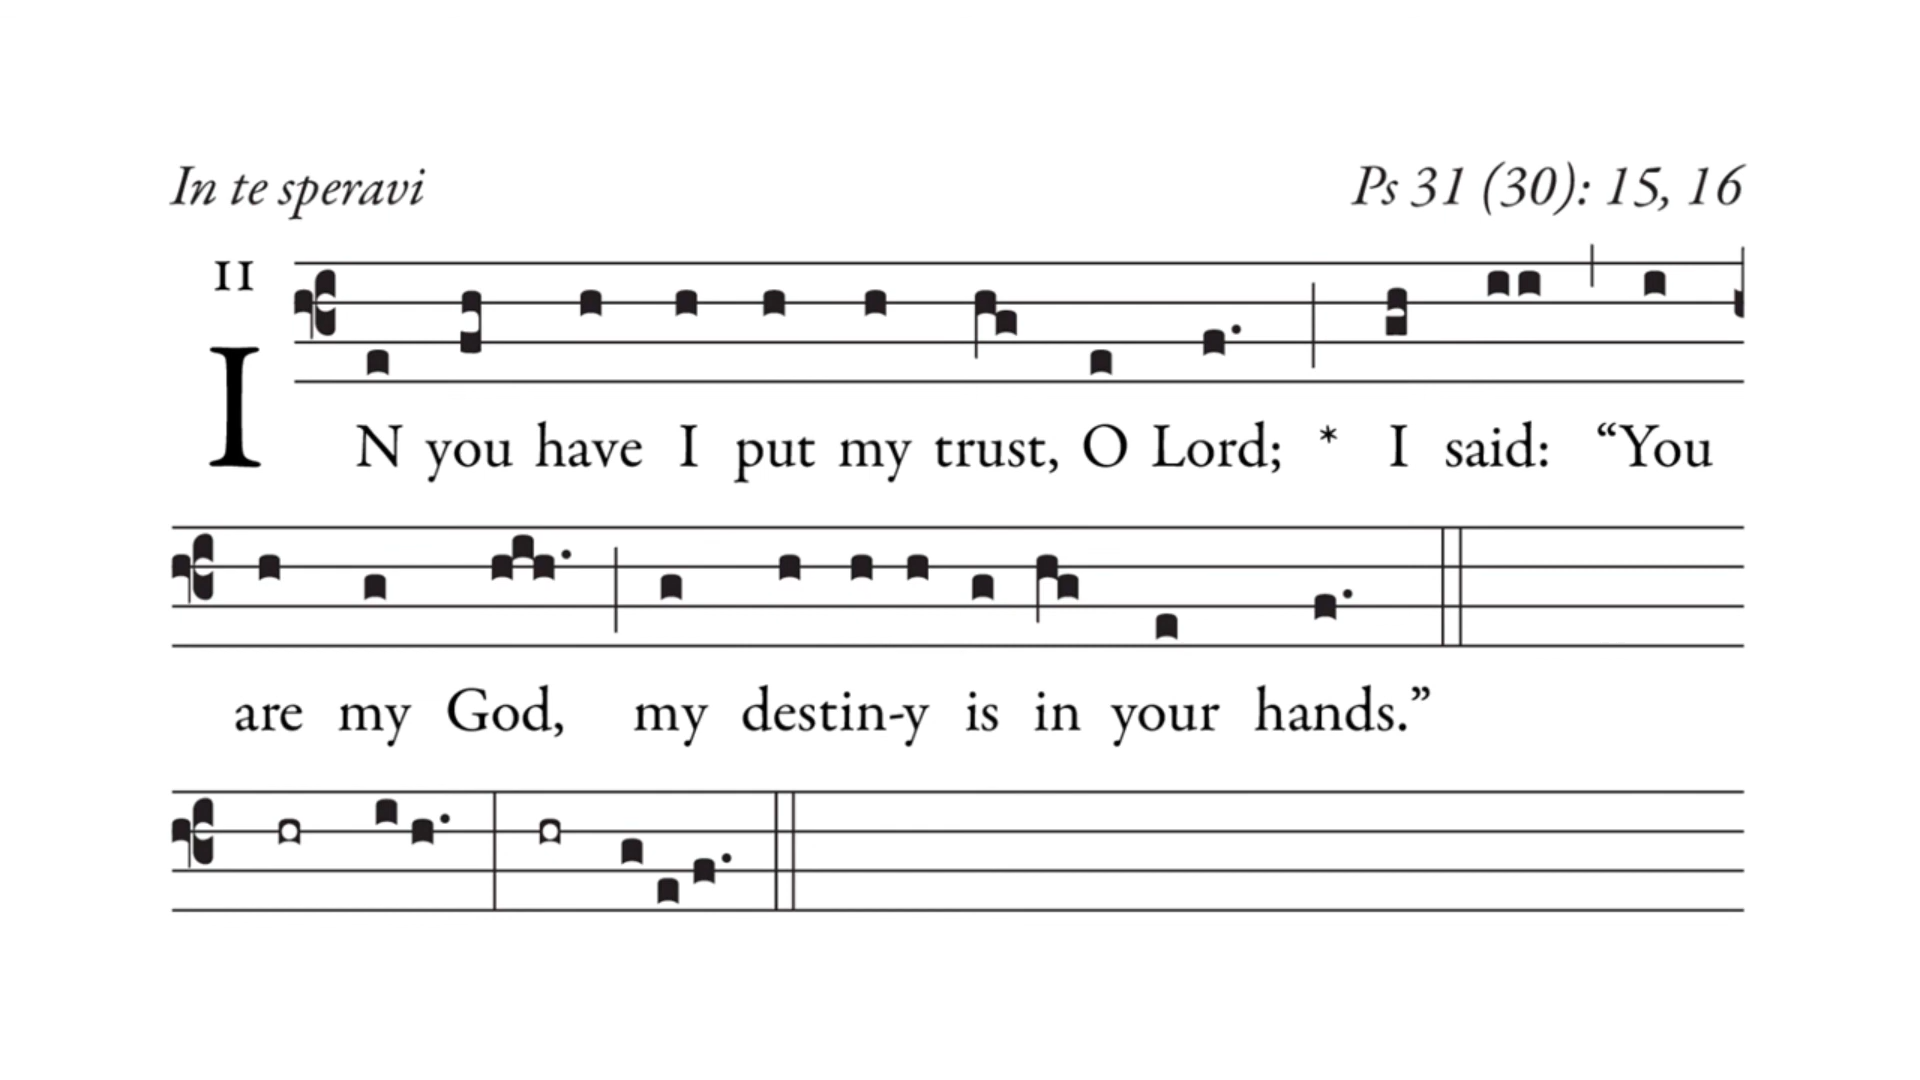 In te speravi Ps 31 (30): 15, 16
II
IN you have I put my trust, O Lord; * I said: “You
are my God, my destin-y is in your hands.”